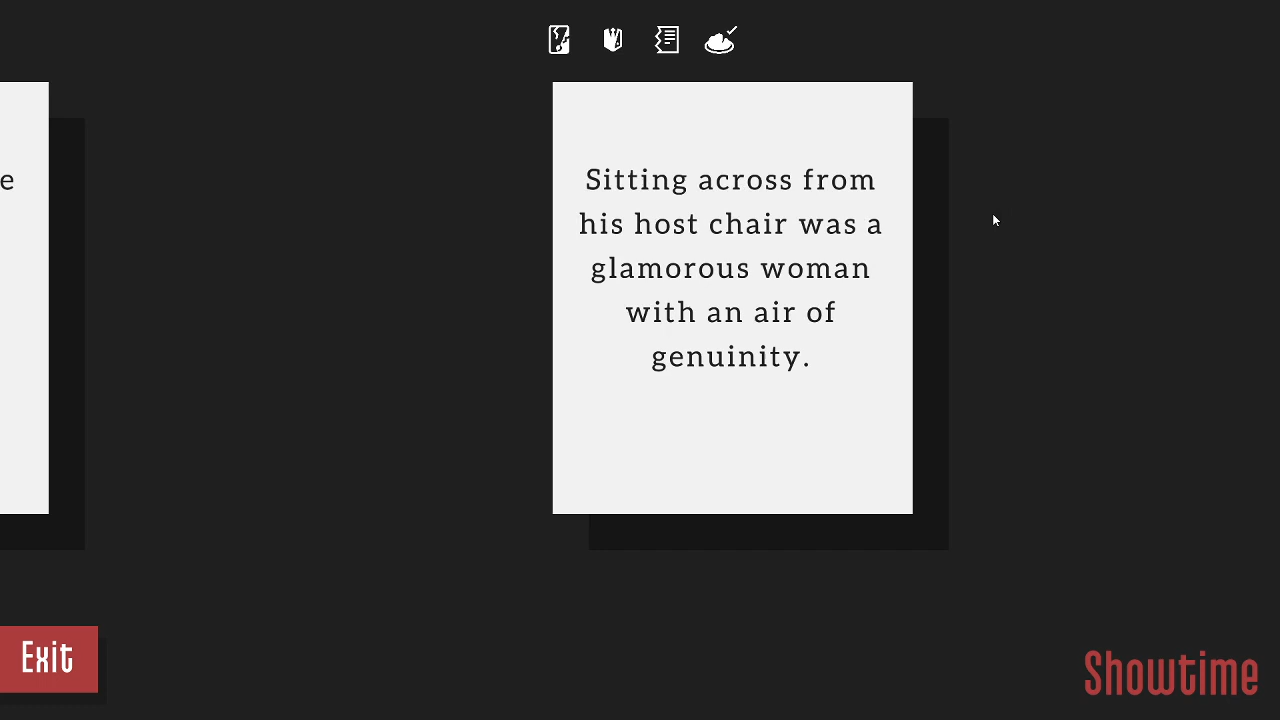 e
Sitting across from
his host chair was a
glamorous woman
with an air of
genuinity.
Exit
Showtime